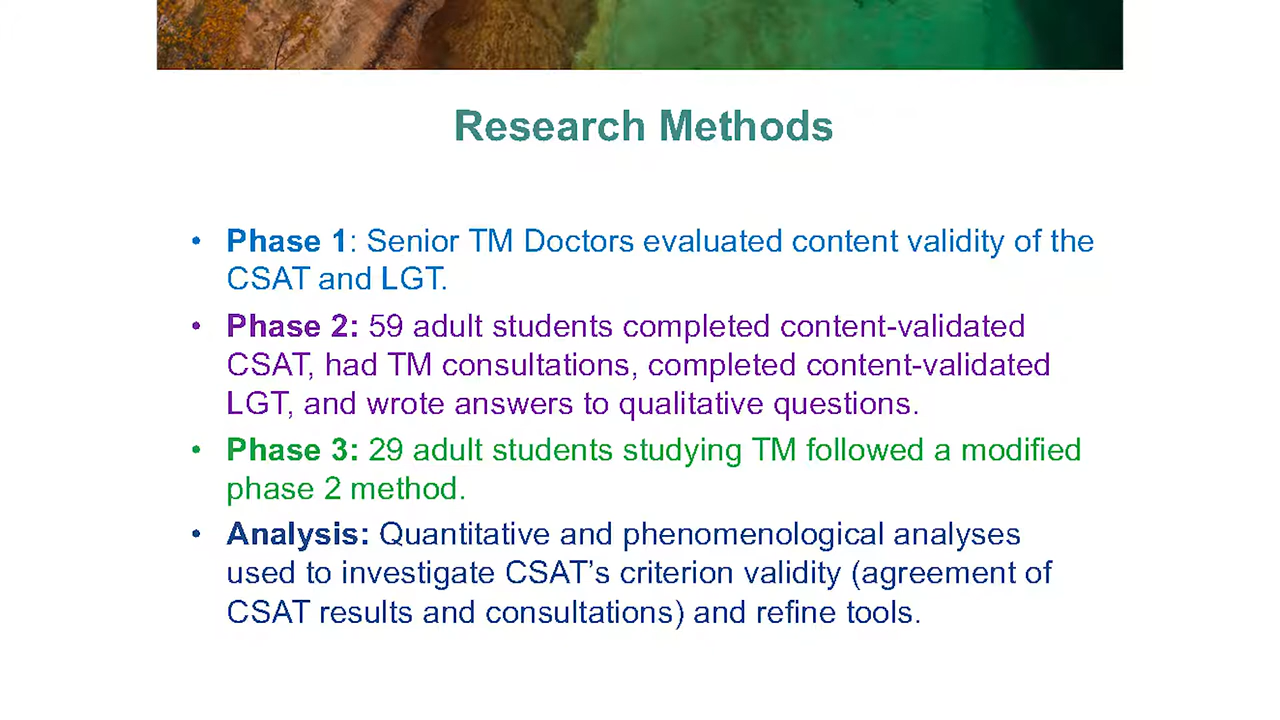 Research Methods
• Phase 1: Senior TM Doctors evaluated content validity of the
CSAT and LGT.
• Phase 2: 59 adult students completed content-validated
CSAT, had TM consultations, completed content-validated
LGT, and wrote answers to qualitative questions.
• Phase 3: 29 adult students studying TM followed a modified
phase 2 method.
• Analysis: Quantitative and phenomenological analyses
used to investigate CSAT’s criterion validity (agreement of
CSAT results and consultations) and refine tools.